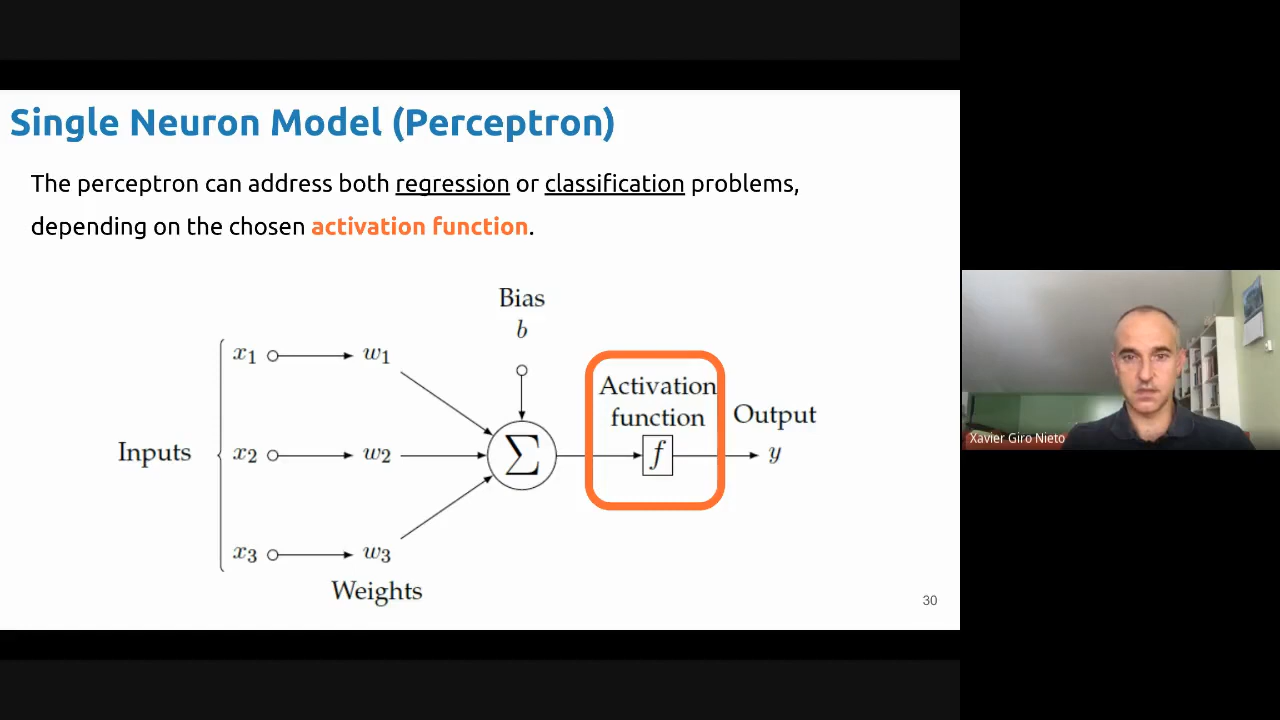 Single Neuron Model (Perceptron)
The perceptron can address both regression or classification problems,
depending on the chosen activation function.
Bias
b
x1 w1
Activation
function
Output
Inputs
x2 w2
Σ
f
y
x3 w3
Weights
30
Xavier Giro Nieto